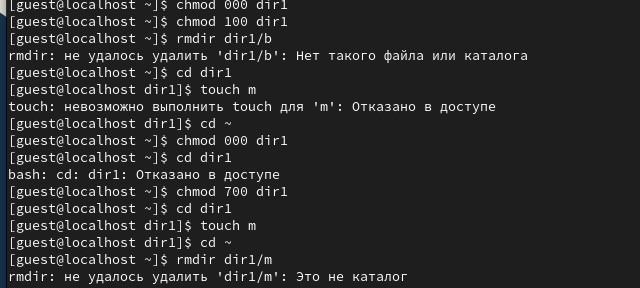 [guest@localhost ~]$ chmod 000 dir1
[guest@localhost ~]$ chmod 100 dir1
[guest@localhost ~]$ rmdir dir1/b
rmdir: не удалось удалить 'dir1/b': Нет такого файла или каталога
[guest@localhost ~]$ cd dir1
[guest@localhost dir1]$ touch m
touch: невозможно выполнить touch для 'm': Отказано в доступе
[guest@localhost dir1]$ cd ~
[guest@localhost ~]$ chmod 000 dir1
[guest@localhost ~]$ cd dir1
bash: cd: dir1: Отказано в доступе
[guest@localhost ~]$ chmod 700 dir1
[guest@localhost ~]$ cd dir1
[guest@localhost dir1]$ touch m
[guest@localhost dir1]$ cd ~
[guest@localhost ~]$ rmdir dir1/m
rmdir: не удалось удалить 'dir1/m': Это не каталог